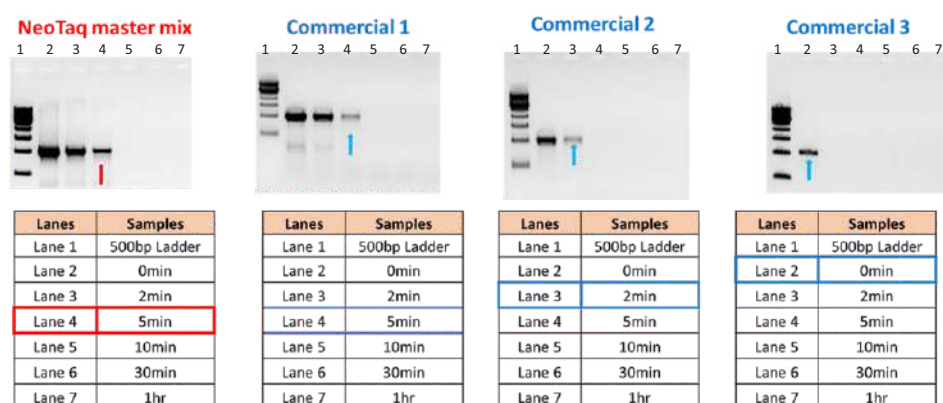 NeoTaq master mix
1 2 3 4 5 6 7
Commercial 1
1 2 3 4 5 6 7
Commercial 2
1 2 3 4 5 6 7
Commercial 3
1 2 3 4 5 6 7
Lanes Samples
Lane 1 500bp Ladder
Lane 2 0min
Lane 3 2min
Lane 4 5min
Lane 5 10min
Lane 6 30min
Lane 7 1hr
Lanes Samples
Lane 1 500bp Ladder
Lane 2 0min
Lane 3 2min
Lane 4 5min
Lane 5 10min
Lane 6 30min
Lane 7 1hr
Lanes Samples
Lane 1 500bp Ladder
Lane 2 0min
Lane 3 2min
Lane 4 5min
Lane 5 10min
Lane 6 30min
Lane 7 1hr
Lanes Samples
Lane 1 500bp Ladder
Lane 2 0min
Lane 3 2min
Lane 4 5min
Lane 5 10min
Lane 6 30min
Lane 7 1hr